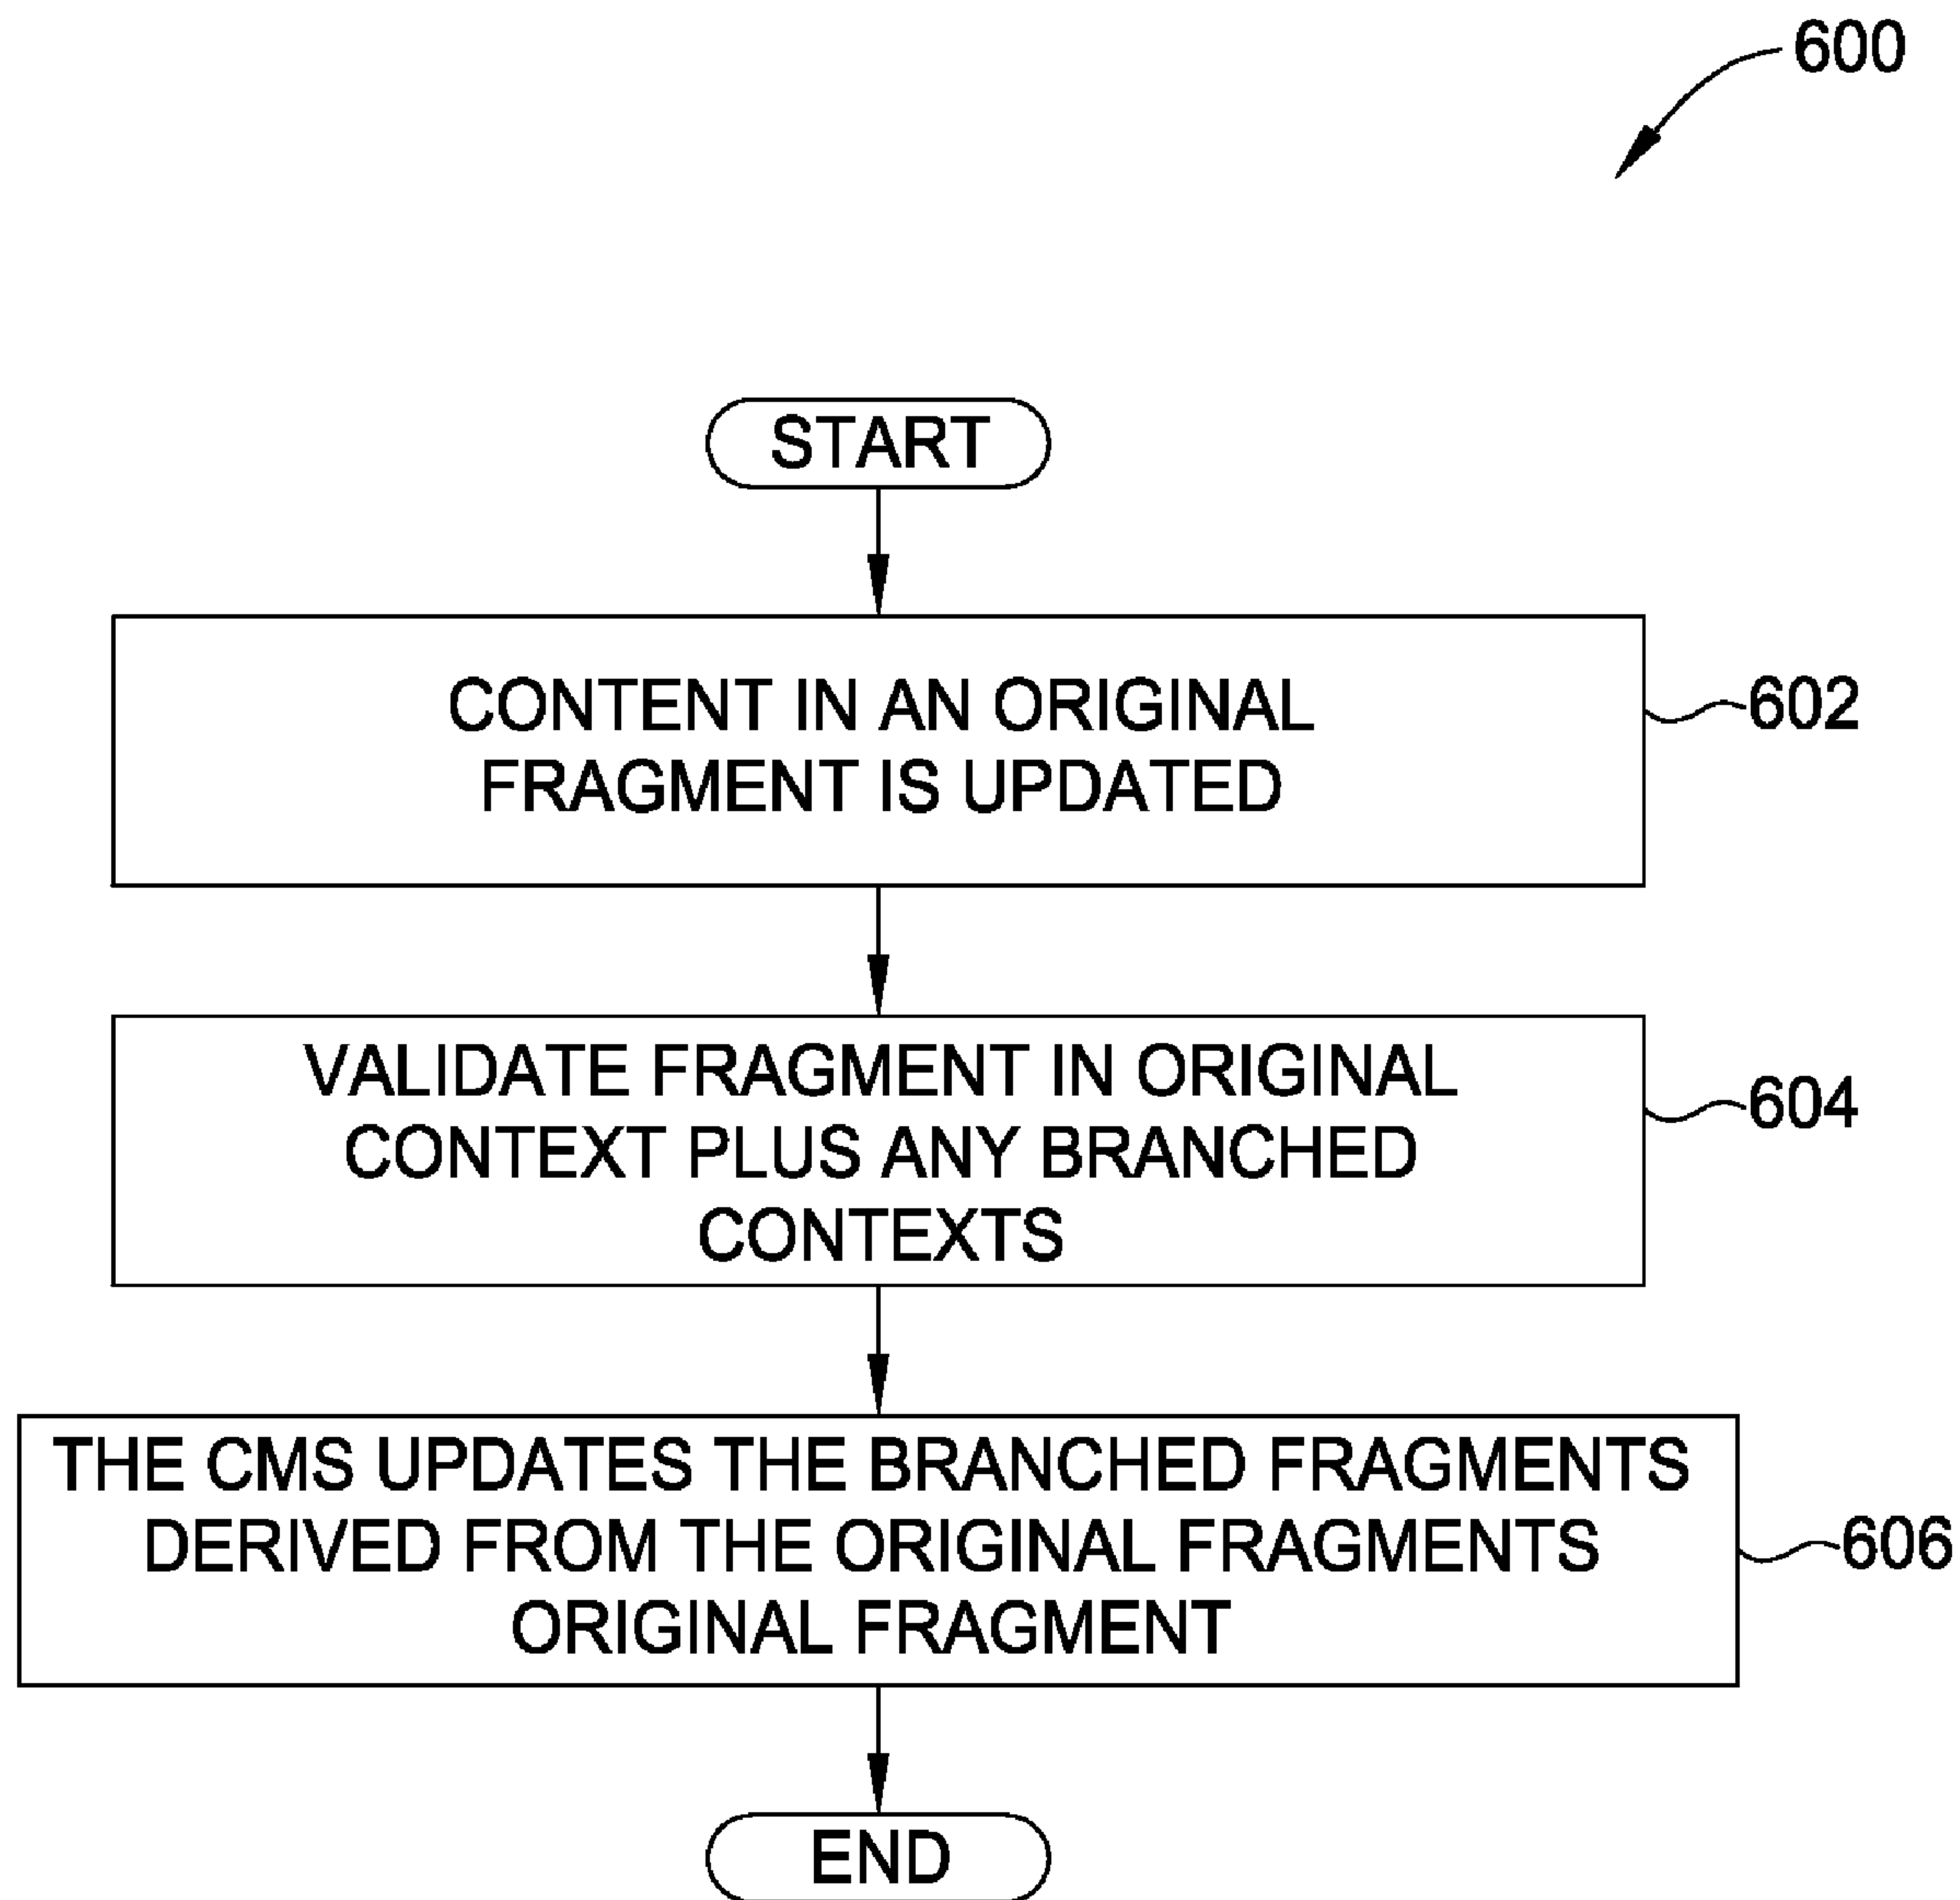 600
START
CONTENT IN AN ORIGINAL
FRAGMENT IS UPDATED
602
VALIDATE FRAGMENT IN ORIGINAL
CONTEXT PLUS ANY BRANCHED
CONTEXTS
604
THE CMS UPDATES THE BRANCHED FRAGMENTS
DERIVED FROM THE ORIGINAL FRAGMENTS
ORIGINAL FRAGMENT
606
END